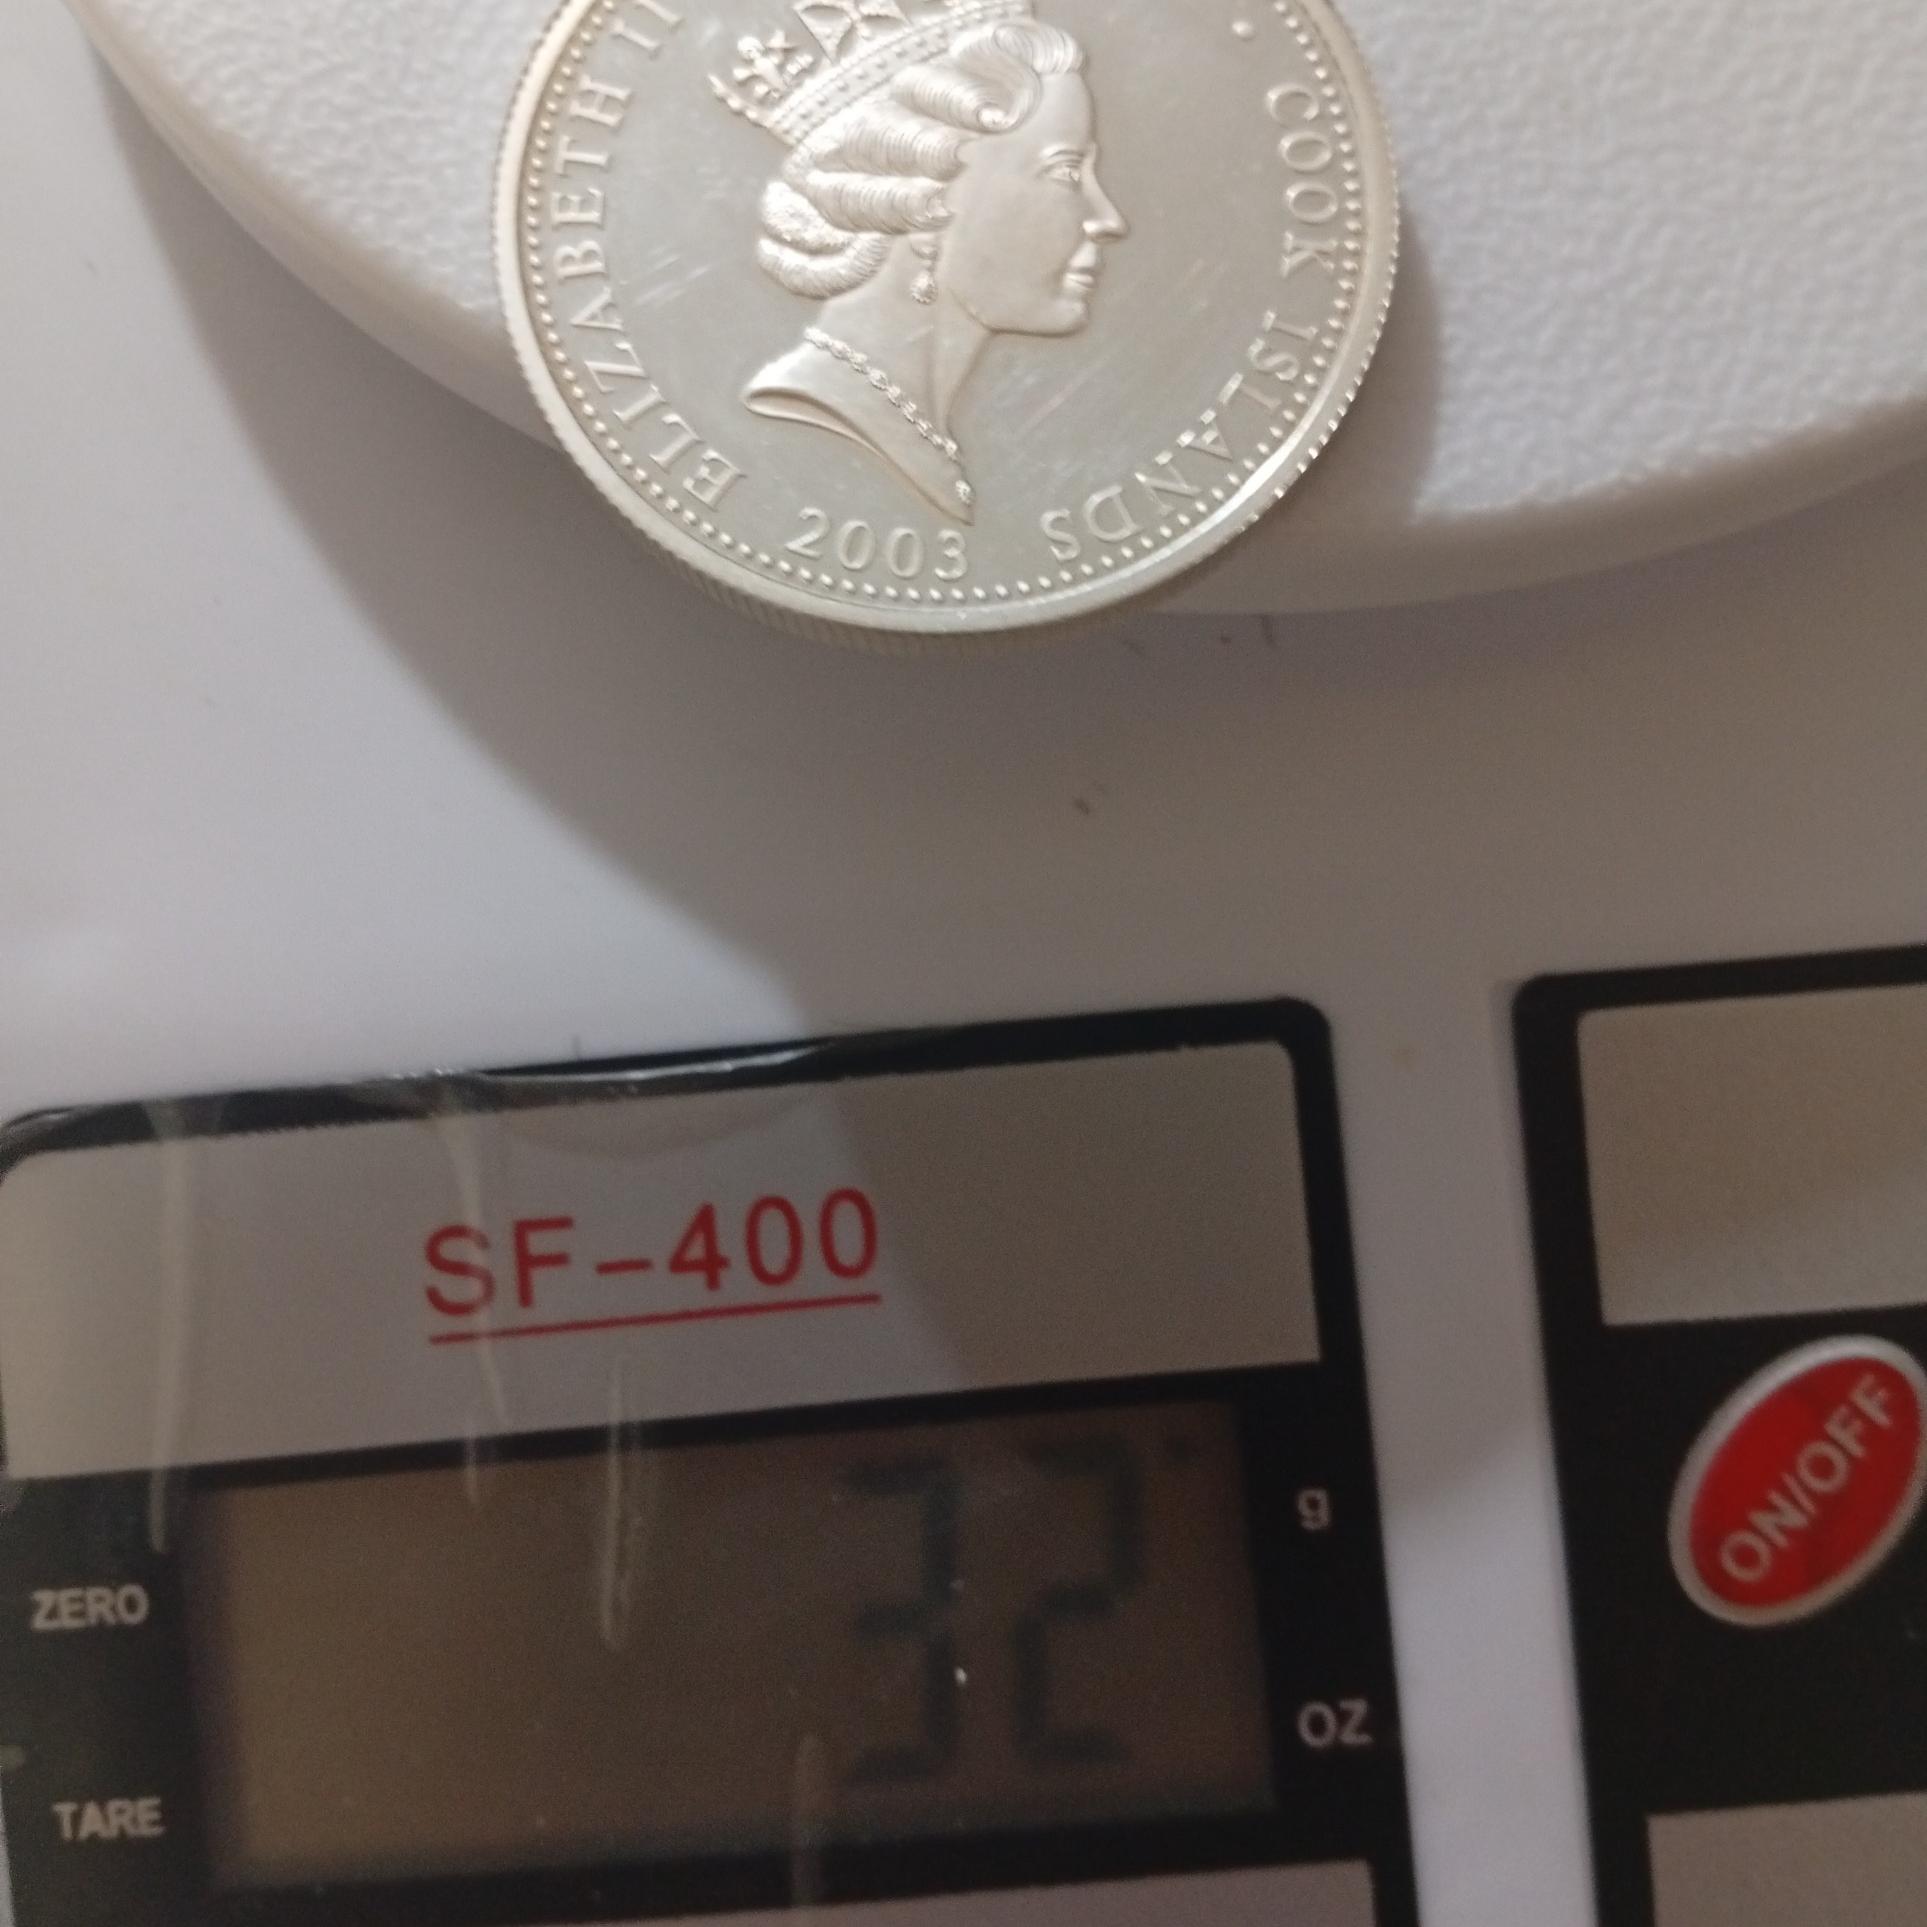 ELIZABETH II
COOK ISLANDS
2003
SF-400
32
g
ZERO
OZ
TARE
ON/OFF